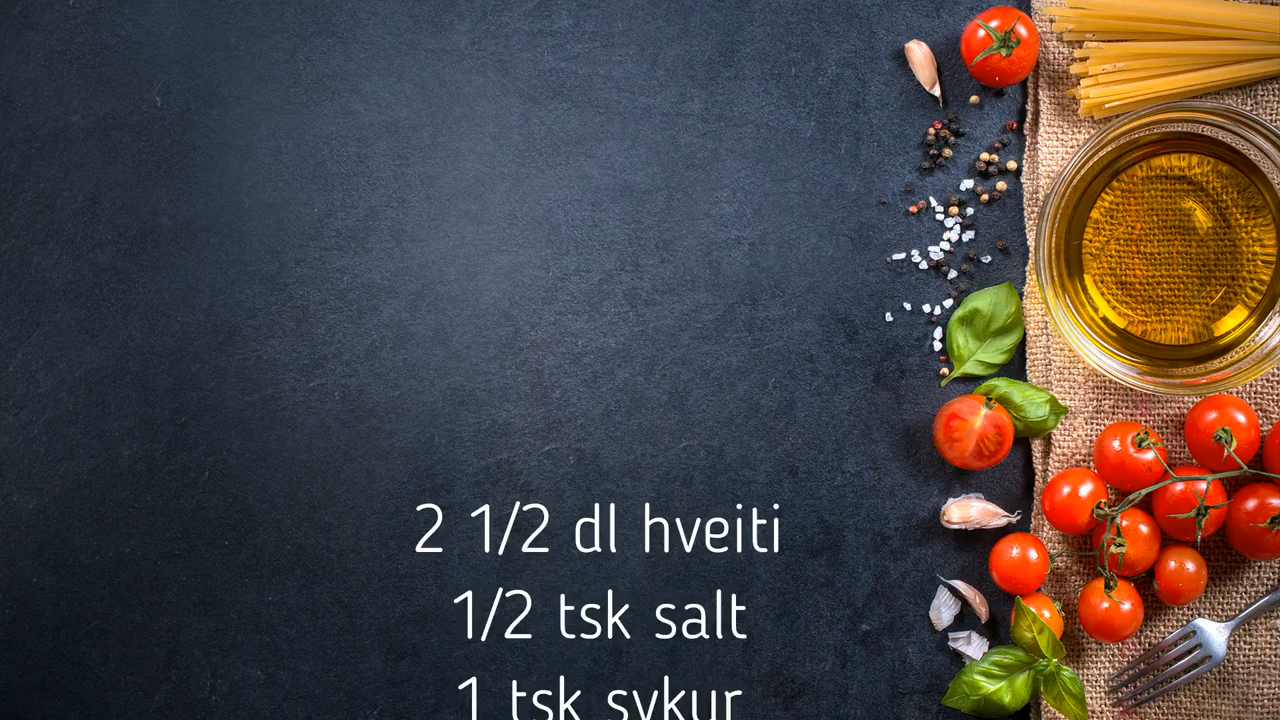 2 1/2 dl hveiti
1/2 tsk salt
1 tsk sykur